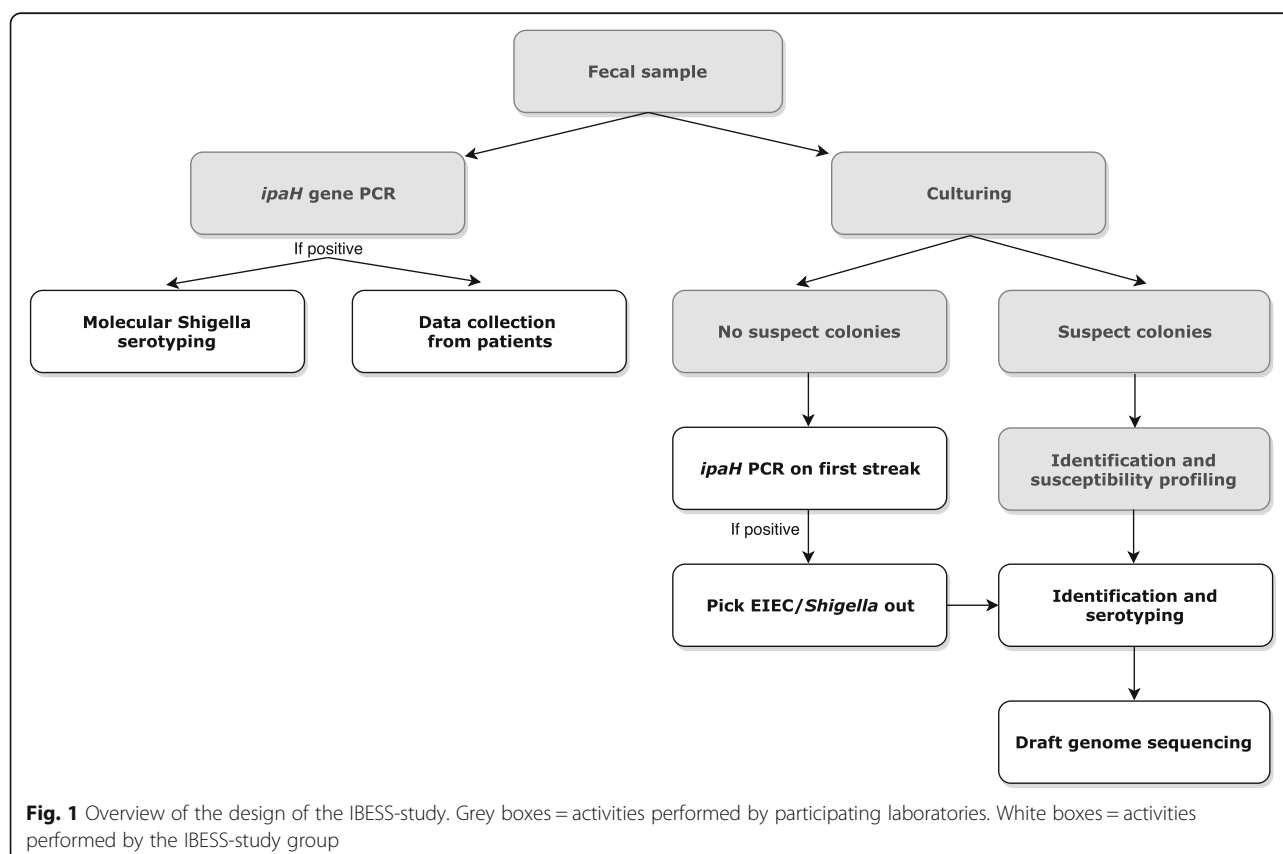 Fecal sample
ipaH gene PCR
Culturing
If positive
Molecular Shigella
serotyping
Data collection
from patients
No suspect colonies
Suspect colonies
ipaH PCR on first streak
Identification and
susceptibility profiling
If positive
Pick EIEC/Shigella out
Identification and
serotyping
Draft genome sequencing
Fig. 1 Overview of the design of the IBESS-study. Grey boxes = activities performed by participating laboratories. White boxes = activities
performed by the IBESS-study group